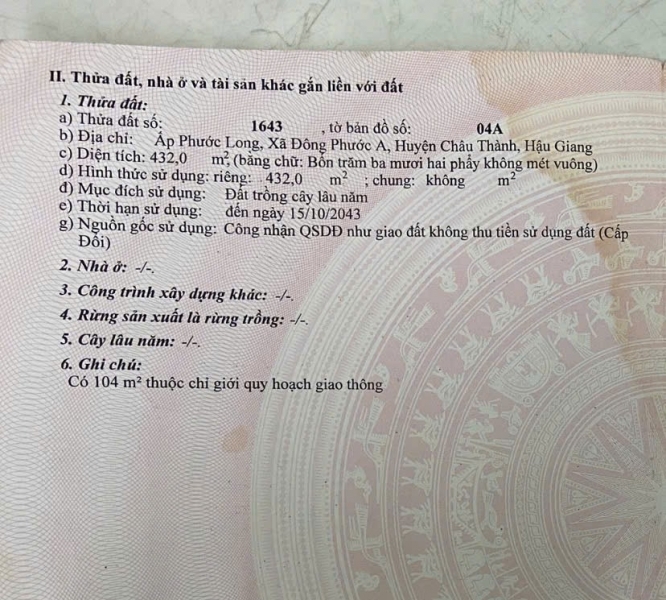 II. Thửa đất, nhà ở và tài sản khác gắn liền với đất
1. Thửa đất:
a) Thửa đất số: 1643 , tờ bản đồ số: 04A
b) Địa chỉ: Ấp Phước Long, Xã Đông Phước A, Huyện Châu Thành, Hậu Giang
c) Diện tích: 432,0 m², (bằng chữ: Bốn trăm ba mươi hai phẩy không mét vuông)
d) Hình thức sử dụng: riêng: 432,0 m² ; chung: không m²
đ) Mục đích sử dụng: Đất trồng cây lâu năm
e) Thời hạn sử dụng: đến ngày 15/10/2043
g) Nguồn gốc sử dụng: Công nhận QSDĐ như giao đất không thu tiền sử dụng đất (Cấp
Đổi)
2. Nhà ở: -/-.
3. Công trình xây dựng khác: -/-.
4. Rừng sản xuất là rừng trồng: -/-.
5. Cây lâu năm: -/-.
6. Ghi chú:
Có 104 m² thuộc chỉ giới quy hoạch giao thông